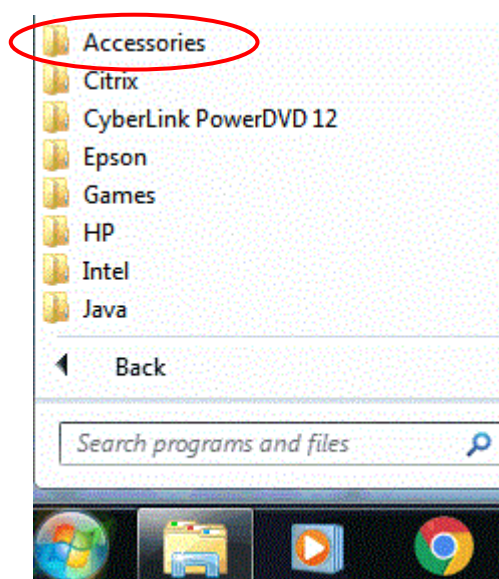 Accessories
Citrix
CyberLink PowerDVD 12
Epson
Games
HP
Intel
Java
Back
Search programs and files